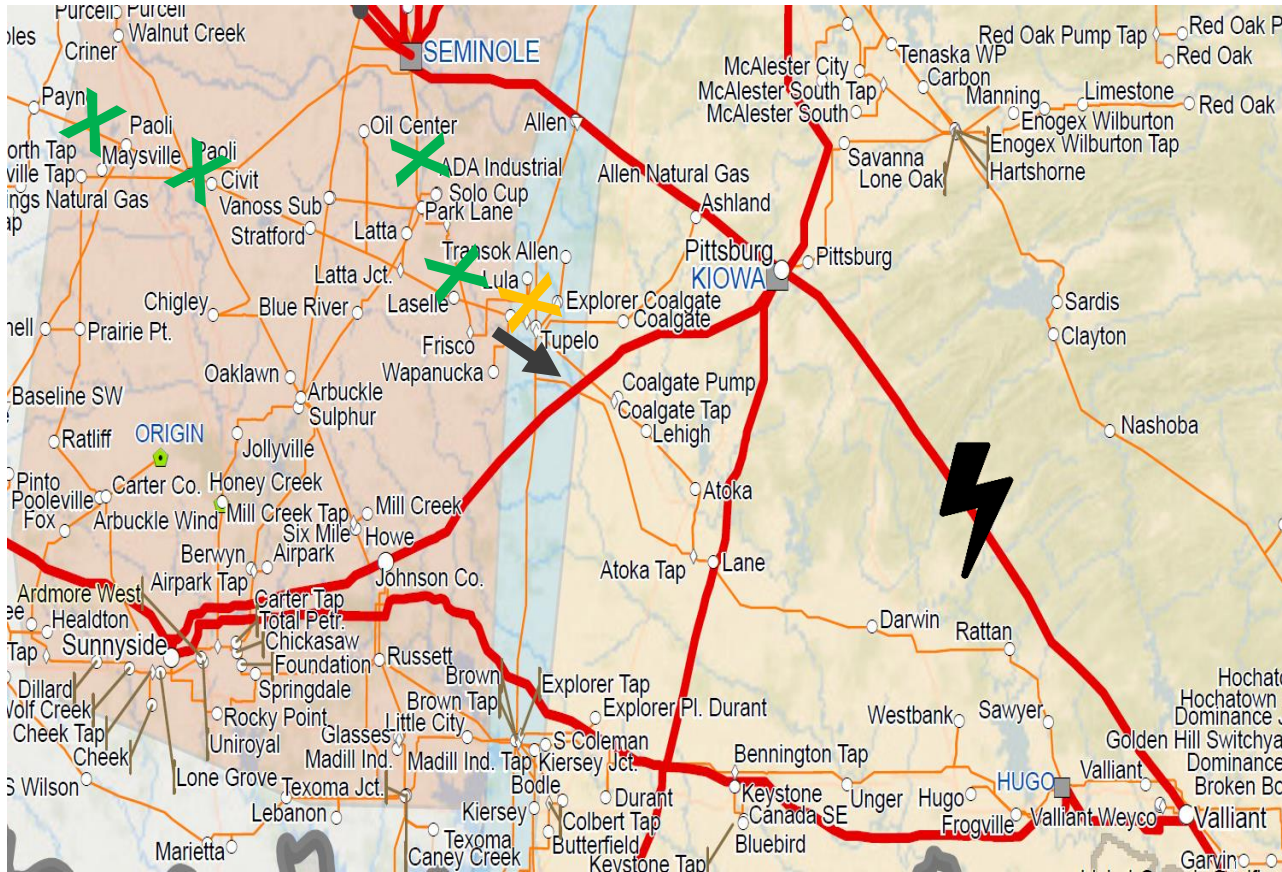 Purcell Purcell
Walnut Creek
oles
Criner
SEMINOLE
Red Oak Pump Tap
Red Oak P
Red Oak
Tenaska WP
Carbon
McAlester City
McAlester South Tap
McAlester South
Manning
Limestone
Red Oak
Enogex Wilburton
Enogex Wilburton Tap
Hartshorne
Savanna
Lone Oak
Payn
Paoli
Maysville
orth Tap
ville Tap
ngs Natural Gas
ap
Paoli
Civit
Oil Center
ADA Industrial
Solo Cup
Park Lane
Allen
Allen Natural Gas
Ashland
Vanoss Sub
Stratford
Latta
Latta Jct.
Transok Allen
Lula
Laselle
Explorer Coalgate
Coalgate
Tupelo
Pittsburg
KIOWA
Pittsburg
Sardis
Clayton
Chigley
Blue River
nell
Prairie Pt.
Frisco
Wapanucka
Oaklawn
Arbuckle
Sulphur
Coalgate Pump
Coalgate Tap
Lehigh
Nashoba
Baseline SW
Ratliff
ORIGIN
Jollyville
Pinto
Pooleville
Fox
Carter Co.
Honey Creek
Arbuckle Wind
Mill Creek Tap
Mill Creek
Six Mile
Howe
Atoka
Berwyn
Airpark
Airpark Tap
Johnson Co.
Atoka Tap
Lane
Ardmore West
Carter Tap
Total Petr.
Chickasaw
Foundation
Springdale
ee
Healdton
Tap
Sunnyside
Russett
Darwin
Rattan
Dillard
Wolf Creek
Cheek Tap
Cheek
Rocky Point
Uniroyal
Lone Grove
Brown
Brown Tap
Explorer Tap
Explorer Pl. Durant
Little City
Glasses
Madill Ind.
Madill Ind. Tap
S Coleman
Kiersey Jct.
Westbank
Sawyer
Hochato
Hochatown
Dominance
Golden Hill Switchya
Dominance
Broken Bo
Bennington Tap
HUGO
Valliant
S Wilson
Texoma Jct.
Lebanon
Bodle
Kiersey
Durant
Colbert Tap
Butterfield
Keystone
Canada SE
Bluebird
Keystone Tap
Unger
Hugo
Frogville
Valliant Weyco
Valliant
Marietta
Texoma
Caney Creek
Garvin